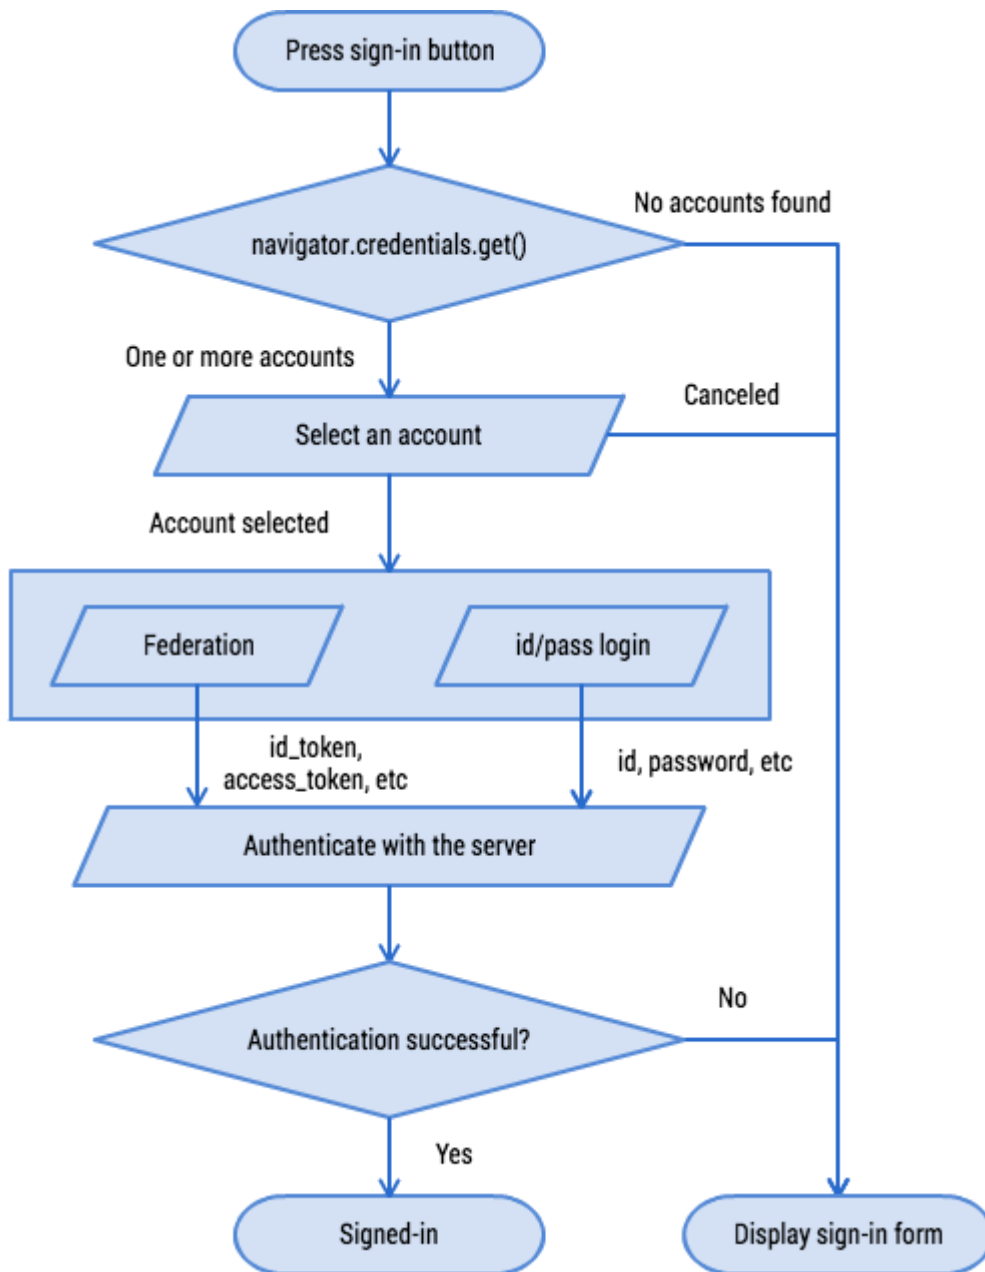 Press sign-in button
No accounts found
navigator.credentials.get()
One or more accounts
Canceled
Select an account
Account selected
Federation
id/pass login
id_token,
access_token, etc
id, password, etc
Authenticate with the server
No
Authentication successful?
Yes
Signed-in
Display sign-in form